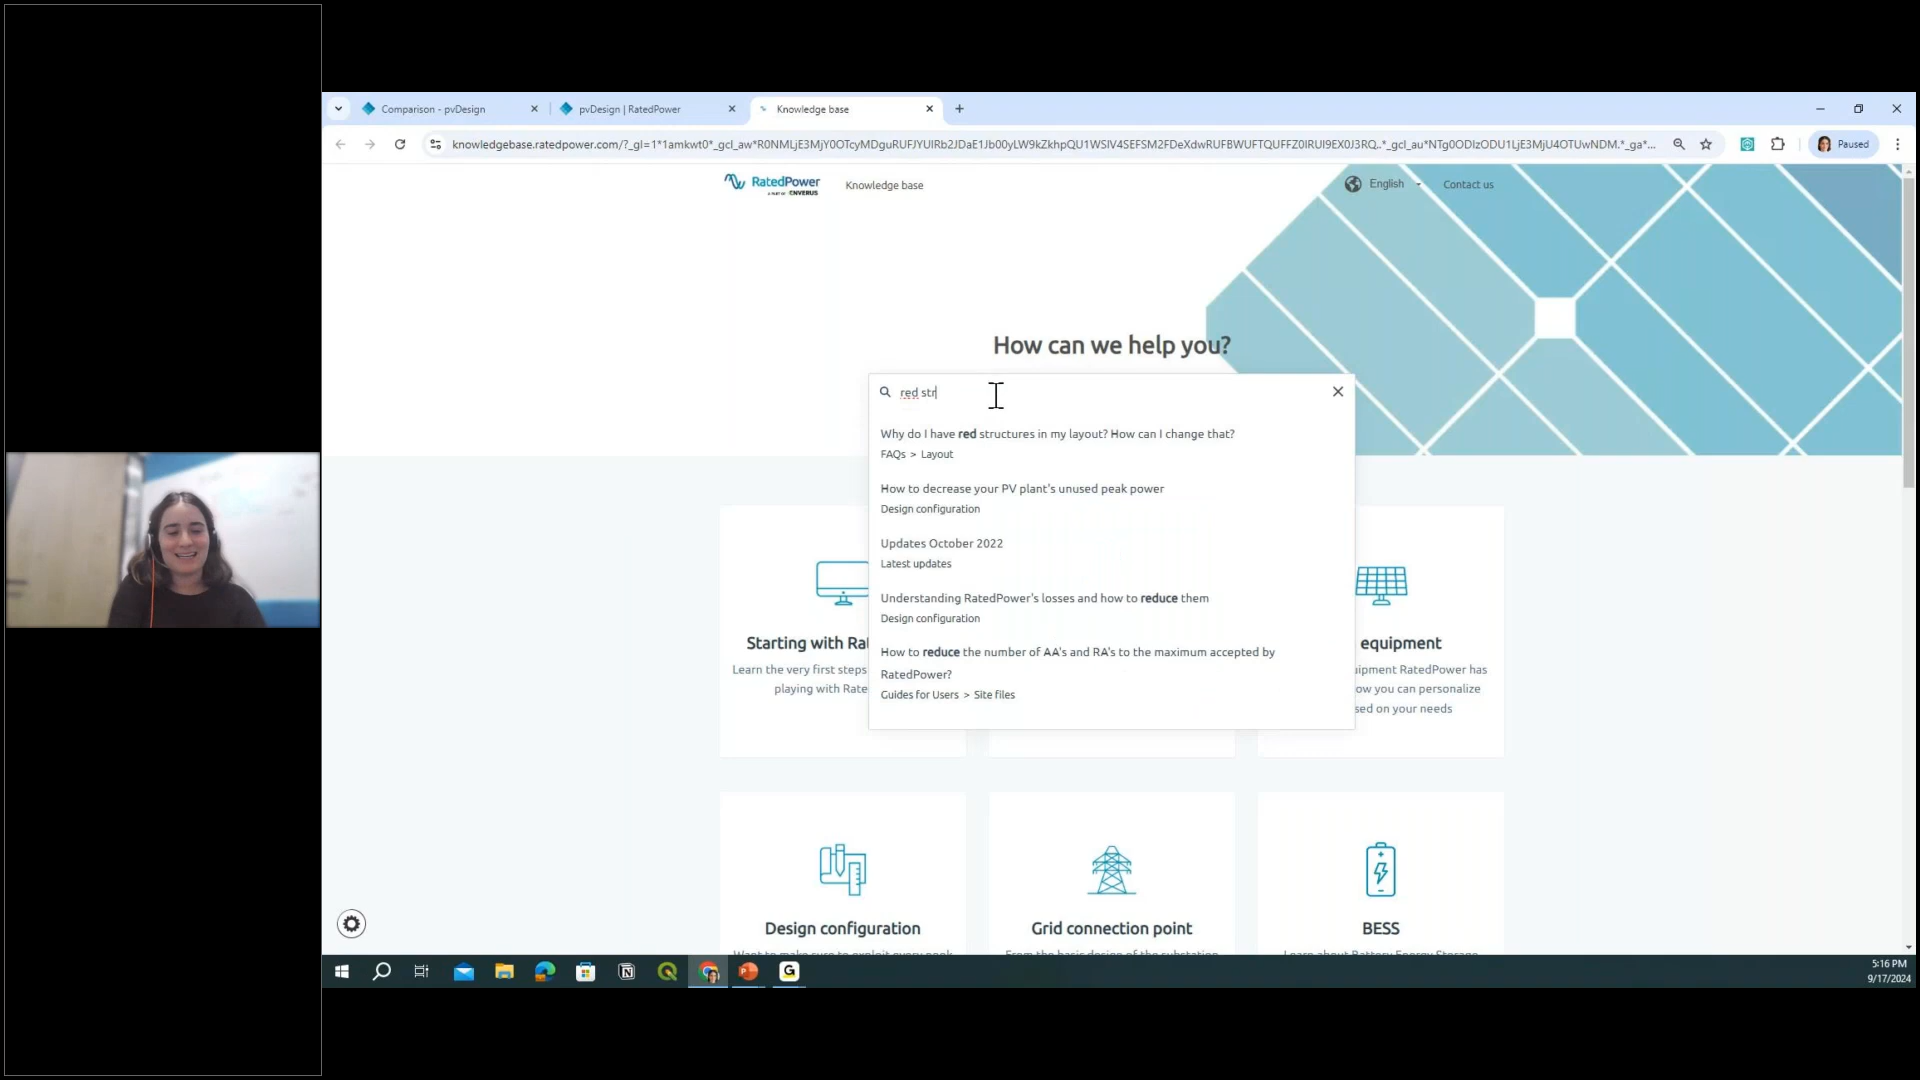 Comparison - pvDesign
pvDesign | RatedPower
Knowledge base
knowledgebase.ratedpower.com/?_gl=1*1amkwt0*_gcl_aw*
Paused
RatedPower
ENVERUS
Knowledge base
English
Contact us
How can we help you?
red str
Why do I have red structures in my layout? How can I change that?
FAQs > Layout
How to decrease your PV plant's unused peak power
Design configuration
Updates October 2022
Latest updates
Understanding RatedPower's losses and how to reduce them
Design configuration
How to reduce the number of AA's and RA's to the maximum accepted by
RatedPower?
Guides for Users > Site files
Starting with Ra
Learn the very first steps
playing with Rate
equipment
uipment RatedPower has
ow you can personalize
sed on your needs
Design configuration
Grid connection point
BESS
5:16 PM
9/17/2024